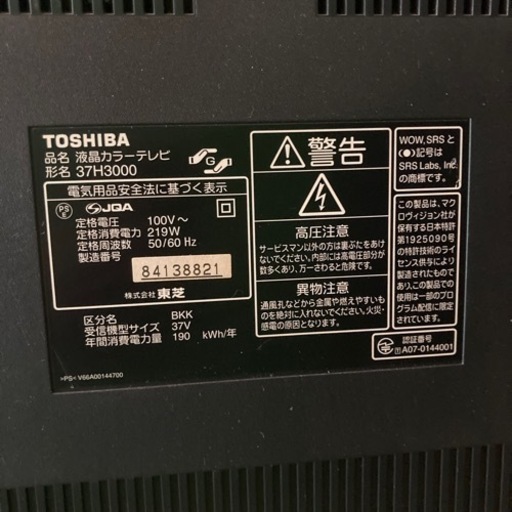 TOSHIBA
品名 液晶カラーテレビ
形名 37H3000
G
電気用品安全法に基づく表示
PS
E
JQA
定格電圧 100V～
定格消費電力 219W
定格周波数 50/60 Hz
製造番号
84138821
株式会社 東芝
区分名 BKK
受信機型サイズ 37V
年間消費電力量 190 kWh/年
>PS< V66A00144700
警告
高圧注意
サービスマン以外の方は裏ぶたをあけ
ないでください。内部には高電圧部分が
数多くあり、万一さわると危険です。
異物注意
通風孔などから金属や燃えやすいもの
を絶対に入れないでください。火災・
感電の原因となります。
WOW, SRS と
(●)記号は
SRS Labs, Inc.
この製品は、マク
ロヴィジョン社が
保有する日本特許
第1925090号
の特許技術のライ
センス供与により
製造されたもので
あり、この技術の
使用は一部のプロ
グラム配信に限定
されます。
認証番号
A07-0144001